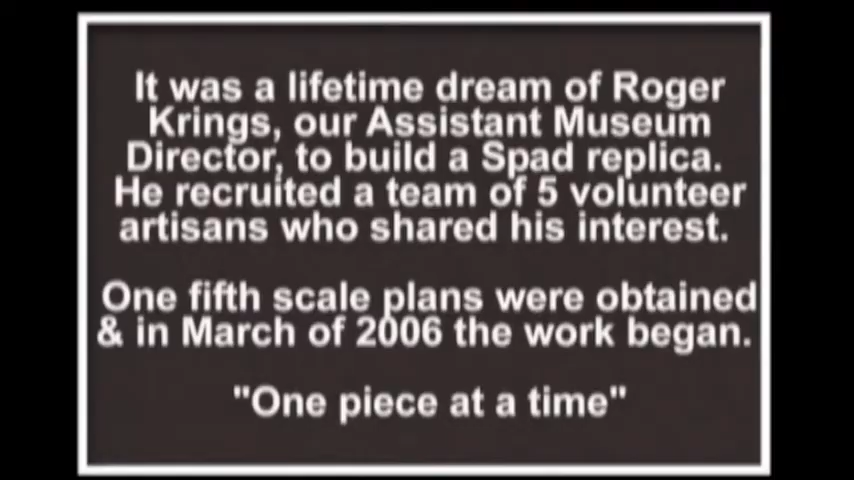 It was a lifetime dream of Roger
Krings, our Assistant Museum
Director, to build a Spad replica.
He recruited a team of 5 volunteer
artisans who shared his interest.
One fifth scale plans were obtained
& in March of 2006 the work began.
"One piece at a time"